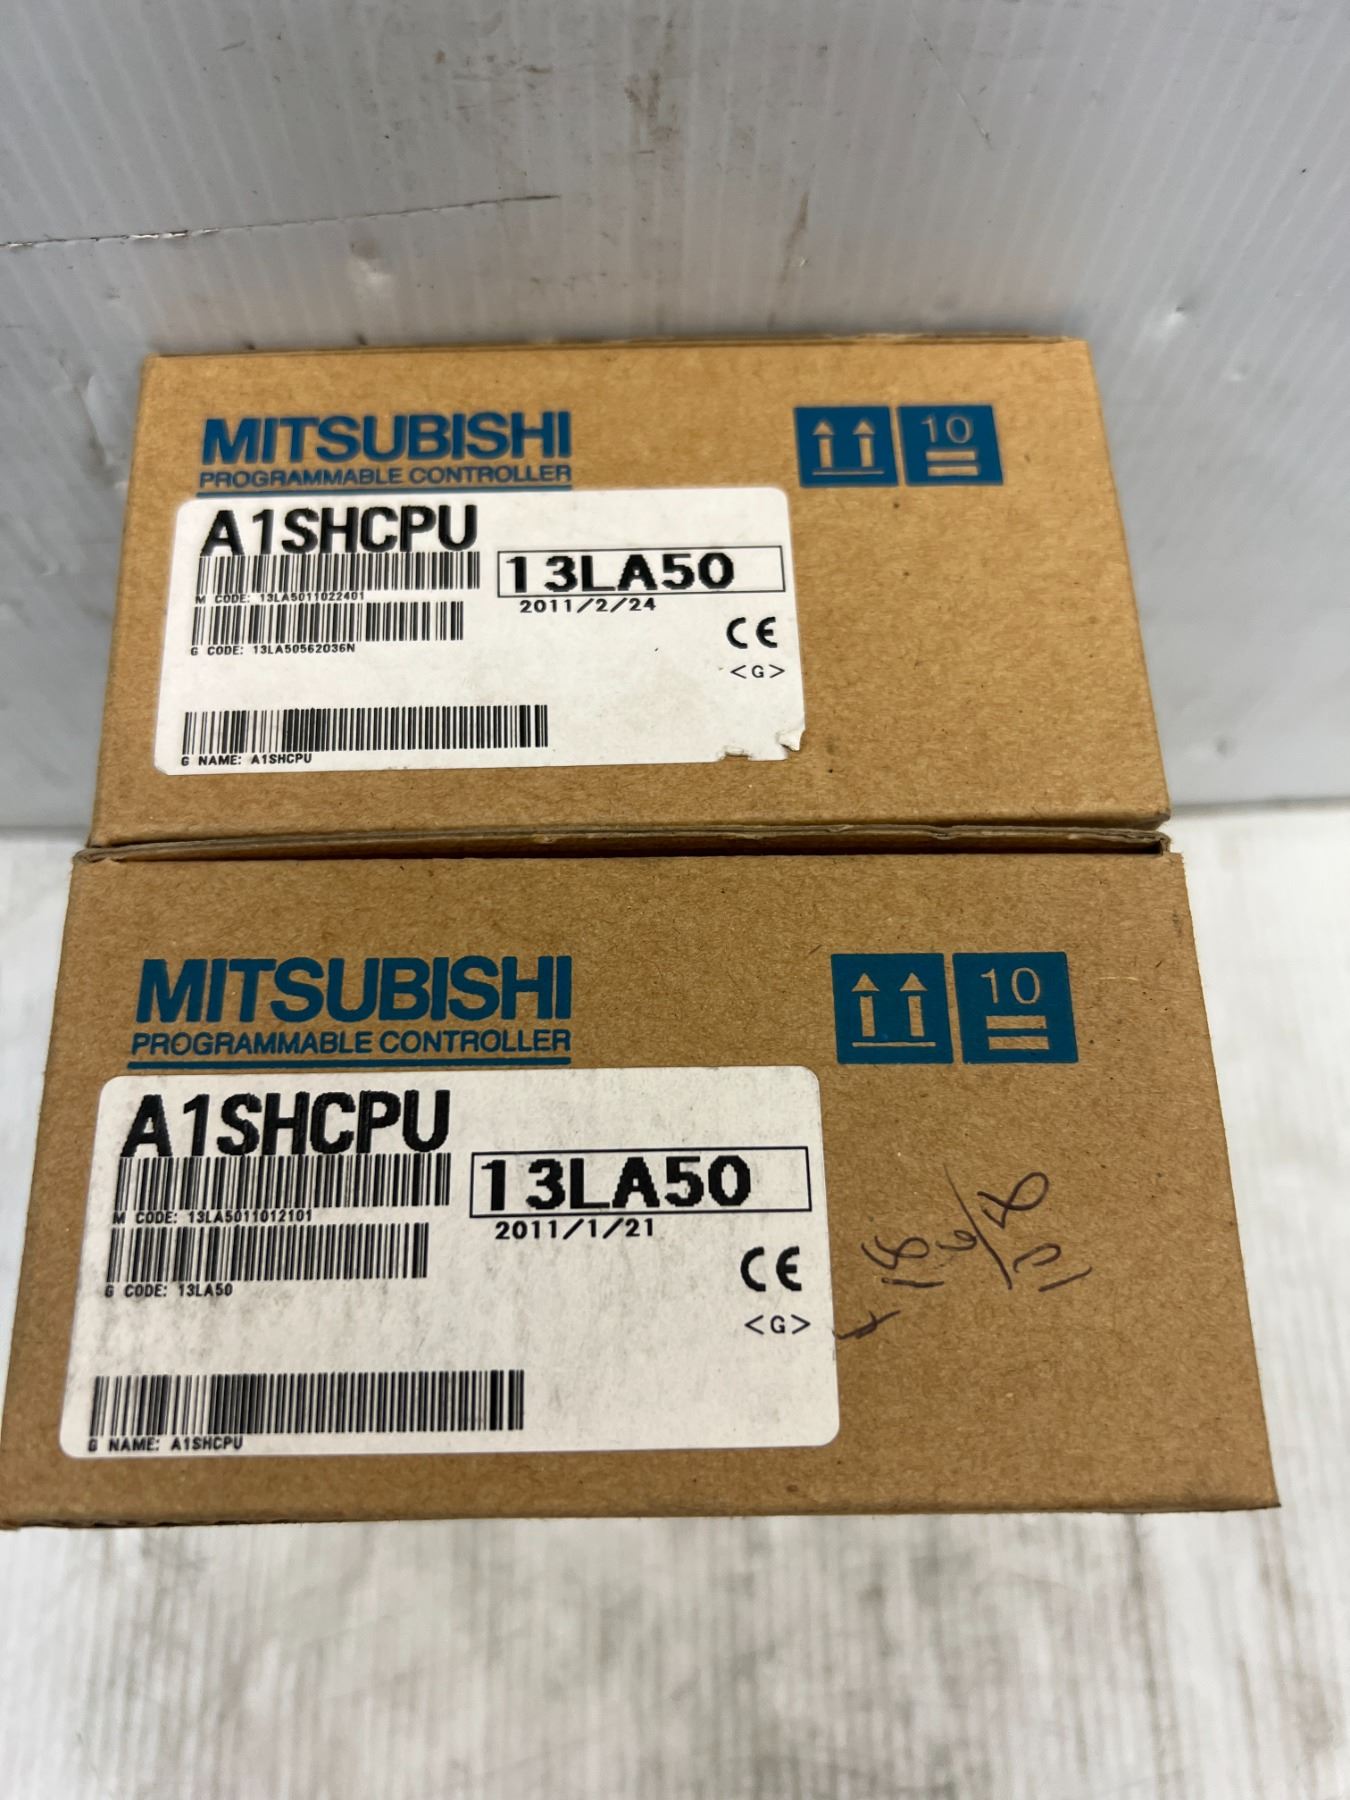 MITSUBISHI
PROGRAMMABLE CONTROLLER
10
A1SHCPU
13LA50
M CODE: 13LA5011022401
2011/2/24
G CODE: 13LA50562036N
CE
<G>
G NAME: A1SHCPU
MITSUBISHI
PROGRAMMABLE CONTROLLER
10
A1SHCPU
13LA50
M CODE: 13LA5011012101
2011/1/21
G CODE: 13LA50
CE
<G>
G NAME: A1SHCPU